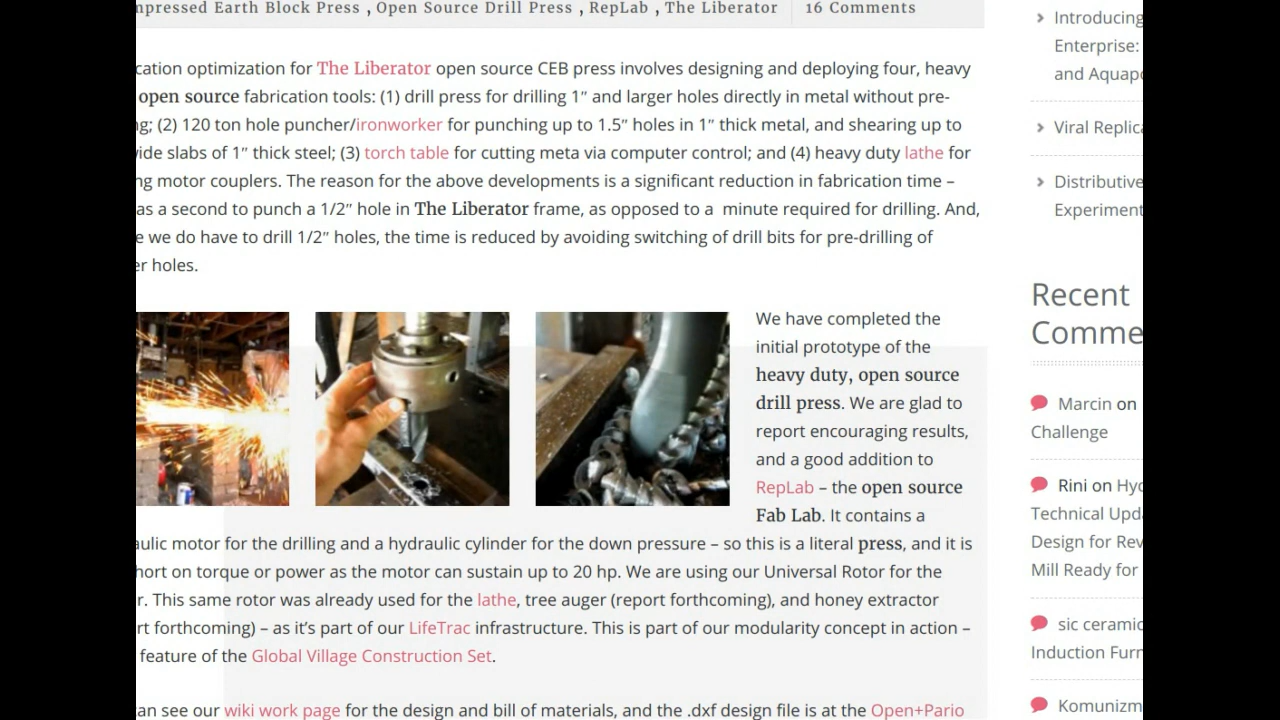 mpressed Earth Block Press , Open Source Drill Press , RepLab , The Liberator 16 Comments
cation optimization for The Liberator open source CEB press involves designing and deploying four, heavy
open source fabrication tools: (1) drill press for drilling 1″ and larger holes directly in metal without pre-
ng; (2) 120 ton hole puncher/ironworker for punching up to 1.5″ holes in 1″ thick metal, and shearing up to
vide slabs of 1″ thick steel; (3) torch table for cutting meta via computer control; and (4) heavy duty lathe for
ng motor couplers. The reason for the above developments is a significant reduction in fabrication time –
as a second to punch a 1/2″ hole in The Liberator frame, as opposed to a minute required for drilling. And,
e we do have to drill 1/2″ holes, the time is reduced by avoiding switching of drill bits for pre-drilling of
er holes.
We have completed the
initial prototype of the
heavy duty, open source
drill press. We are glad to
report encouraging results,
and a good addition to
RepLab – the open source
Fab Lab. It contains a
aulic motor for the drilling and a hydraulic cylinder for the down pressure – so this is a literal press, and it is
hort on torque or power as the motor can sustain up to 20 hp. We are using our Universal Rotor for the
r. This same rotor was already used for the lathe, tree auger (report forthcoming), and honey extractor
rt forthcoming) – as it's part of our LifeTrac infrastructure. This is part of our modularity concept in action –
feature of the Global Village Construction Set.
an see our wiki work page for the design and bill of materials, and the .dxf design file is at the Open+Pario
Introducing
Enterprise:
and Aquap
Viral Replica
Distributive
Experiment
Recent
Comme
Marcin on
Challenge
Rini on Hyd
Technical Upda
Design for Rev
Mill Ready for
sic ceramic
Induction Furn
Komunizm